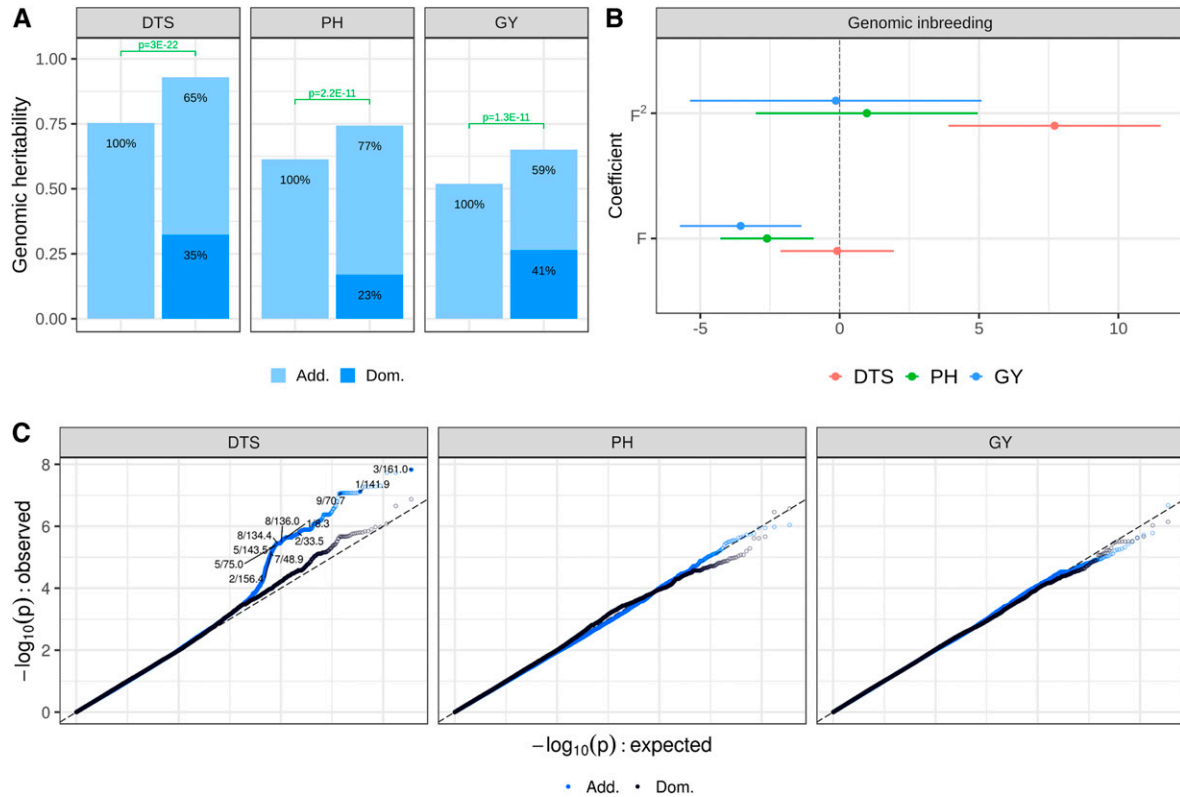 A
DTS
PH
GY
Genomic heritability
1.00
0.75
0.50
0.25
0.00
p=3E-22
100%
65%
35%
p=2.2E-11
100%
77%
23%
p=1.3E-11
100%
59%
41%
Add.
Dom.
B
Genomic inbreeding
Coefficient
F²
F
-5
0
5
10
DTS
PH
GY
C
DTS
PH
GY
−log₁₀(p) : observed
8
6
4
2
0
3/161.0
1/141.9
9/70.7
8/136.0
1/8.3
8/134.4
2/33.5
5/143.5
5/75.0
7/48.9
2/156.4
−log₁₀(p) : expected
Add.
Dom.